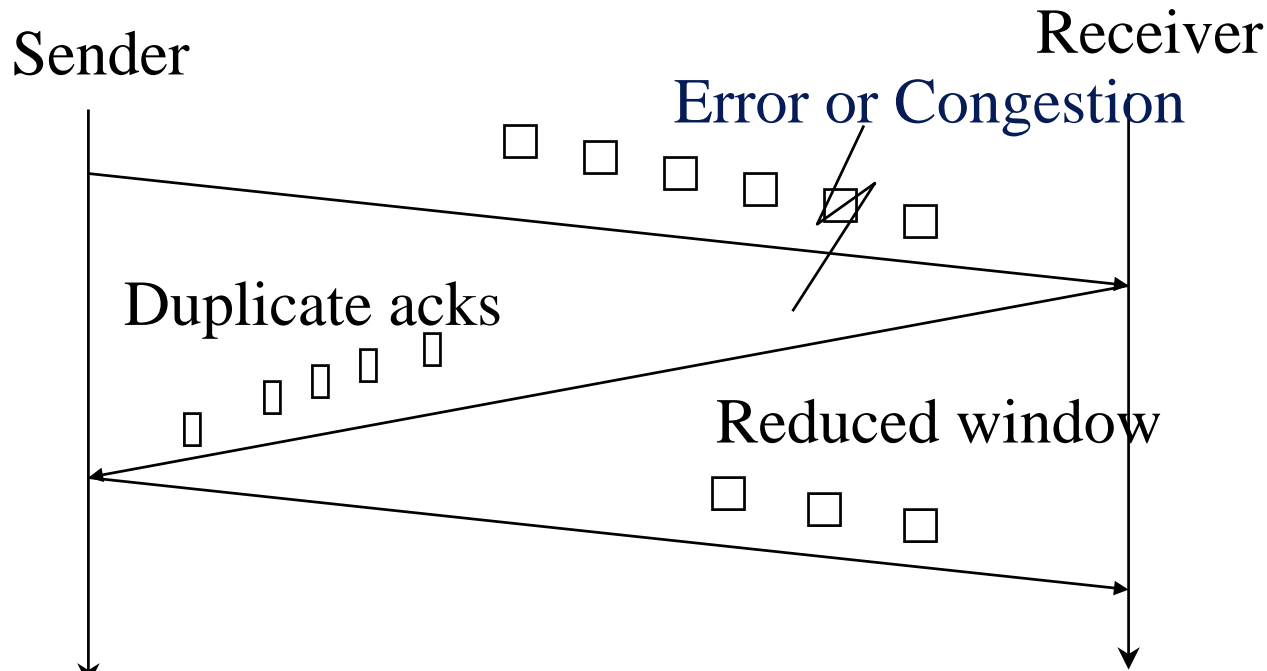 Sender
Receiver
Error or Congestion
Duplicate acks
Reduced window